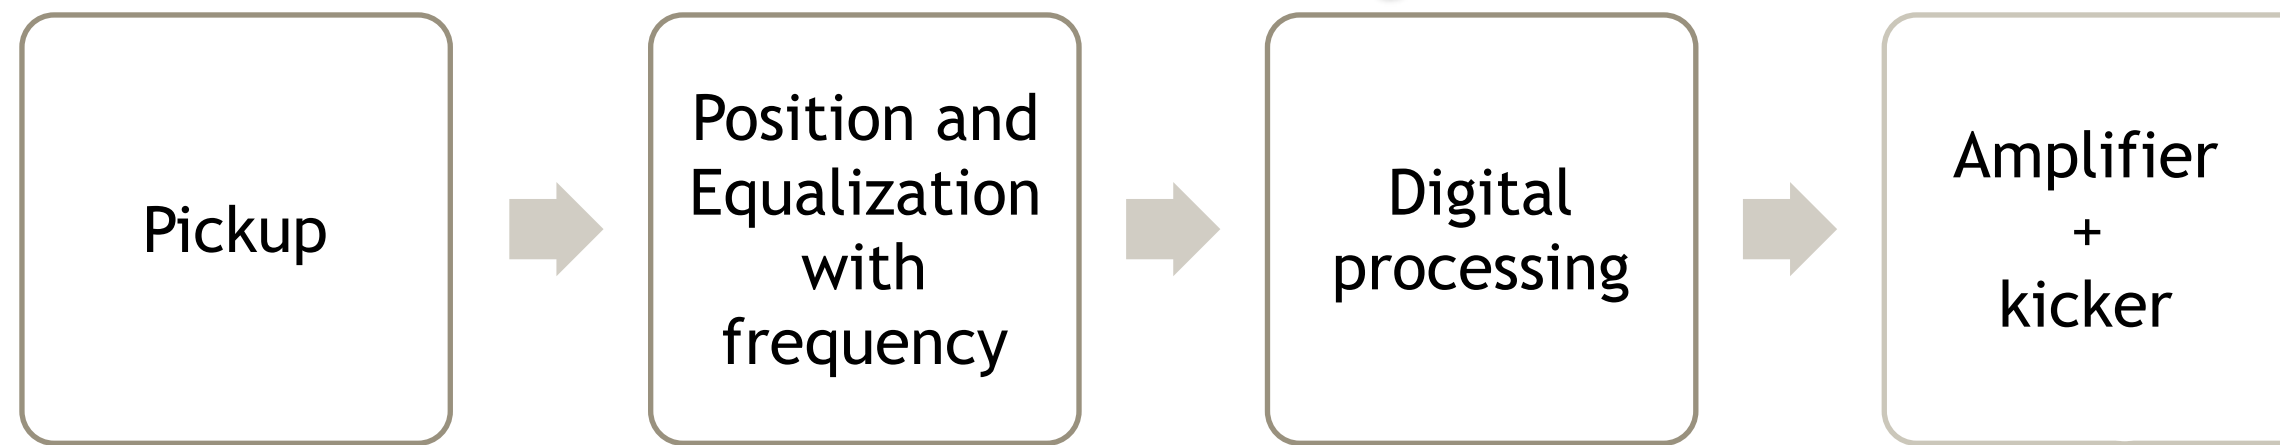 Pickup
Position and
Equalization
with
frequency
Digital
processing
Amplifier
+
kicker